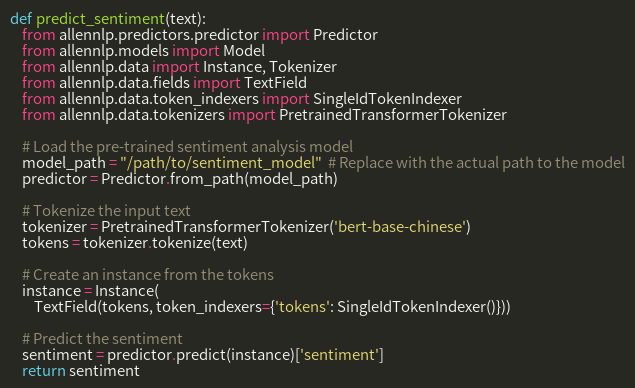 def predict_sentiment(text):
    from allennlp.predictors.predictor import Predictor
    from allennlp.models import Model
    from allennlp.data import Instance, Tokenizer
    from allennlp.data.fields import TextField
    from allennlp.data.token_indexers import SingleIdTokenIndexer
    from allennlp.data.tokenizers import PretrainedTransformerTokenizer

    # Load the pre-trained sentiment analysis model
    model_path = "/path/to/sentiment_model"  # Replace with the actual path to the model
    predictor = Predictor.from_path(model_path)

    # Tokenize the input text
    tokenizer = PretrainedTransformerTokenizer('bert-base-chinese')
    tokens = tokenizer.tokenize(text)

    # Create an instance from the tokens
    instance = Instance(
        TextField(tokens, token_indexers={'tokens': SingleIdTokenIndexer()}))

    # Predict the sentiment
    sentiment = predictor.predict(instance)['sentiment']
    return sentiment